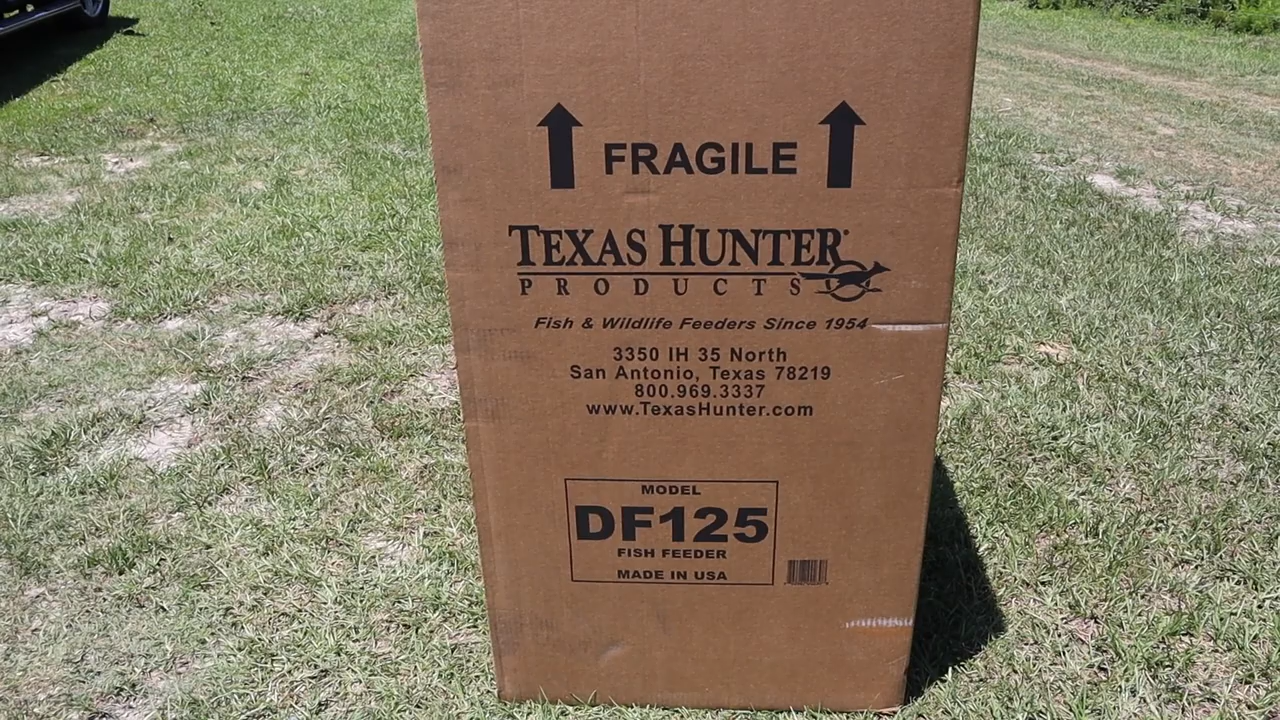 FRAGILE
TEXAS HUNTER®
PRODUCTS
Fish & Wildlife Feeders Since 1954
3350 IH 35 North
San Antonio, Texas 78219
800.969.3337
www.TexasHunter.com
MODEL
DF125
FISH FEEDER
MADE IN USA